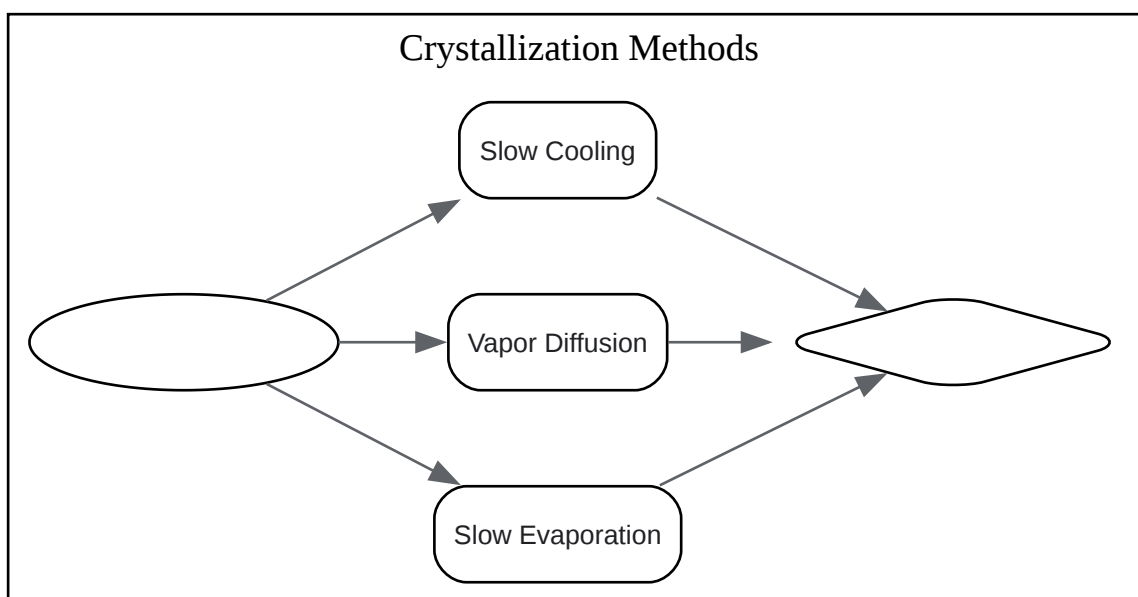 Crystallization Methods
Slow Cooling
Vapor Diffusion
Slow Evaporation